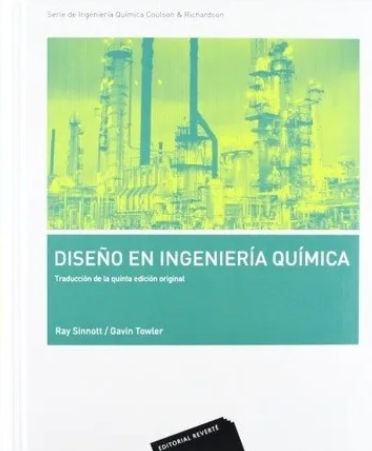 Serie de Ingeniería Química Coulson & Richardson
DISEÑO EN INGENIERÍA QUÍMICA
Traducción de la quinta edición original
Ray Sinnott / Gavin Towler
EDITORIAL REVERTÉ